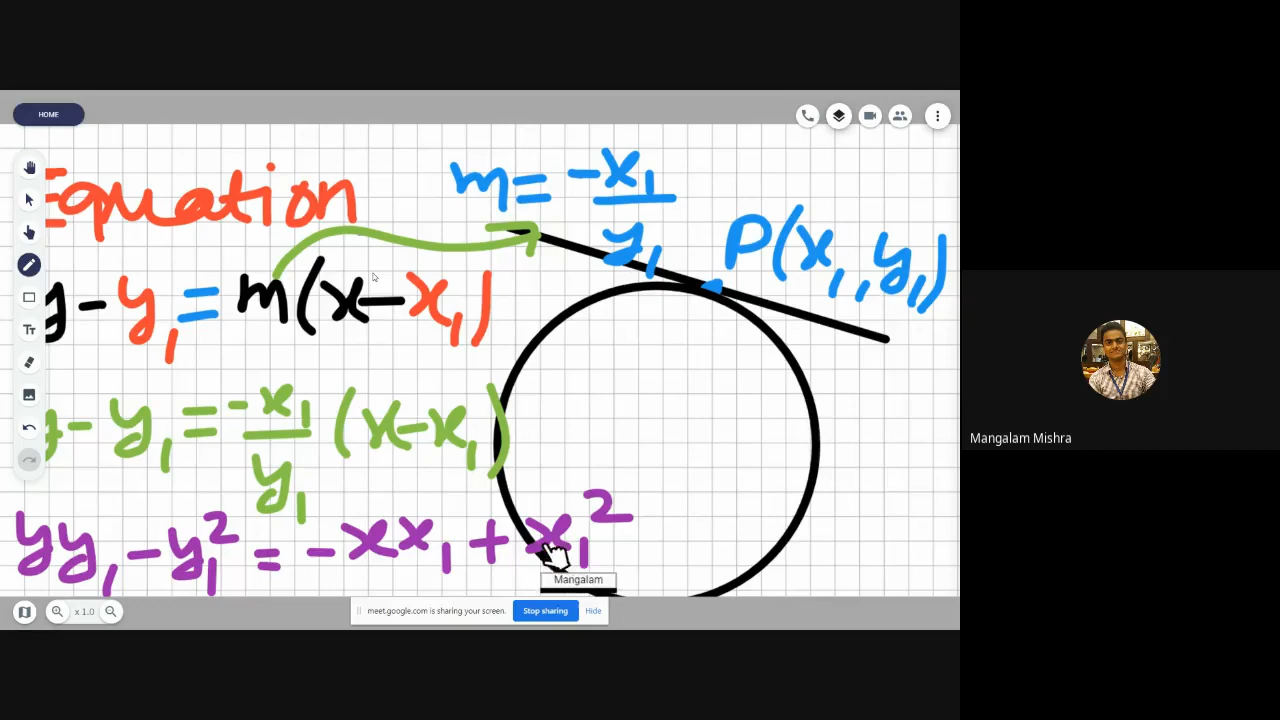 HOME
Equation
m = -x₁/y₁
P(x₁, y₁)
y - y₁ = m(x - x₁)
y - y₁ = -x₁/y₁ (x - x₁)
yy₁ - y₁² = - xx₁ + x₁²
Mangalam
Mangalam Mishra
x 1.0
meet.google.com is sharing your screen.
Stop sharing
Hide
Tт